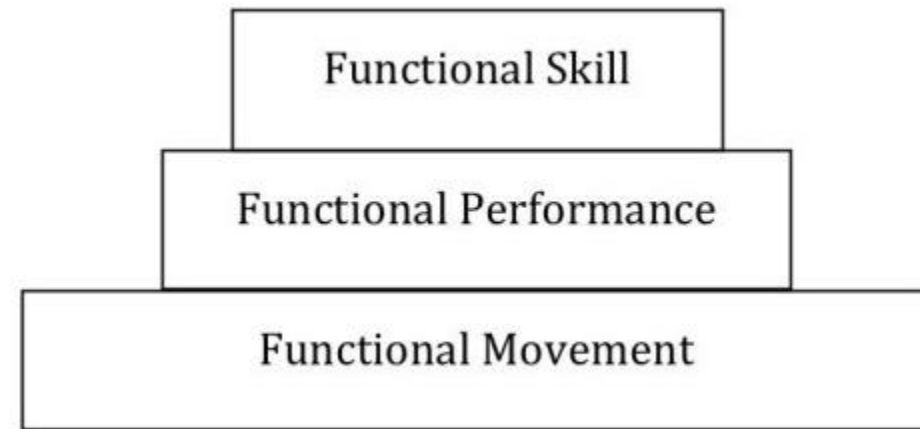 Functional Skill
Functional Performance
Functional Movement